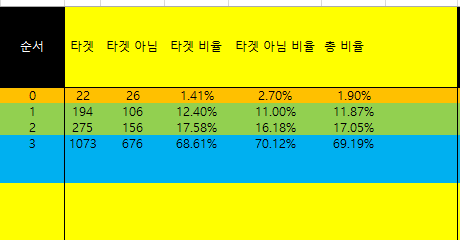 순서 타겟 타겟 아님 타겟 비율 타겟 아님 비율 총 비율
0 22 26 1.41% 2.70% 1.90%
1 194 106 12.40% 11.00% 11.87%
2 275 156 17.58% 16.18% 17.05%
3 1073 676 68.61% 70.12% 69.19%